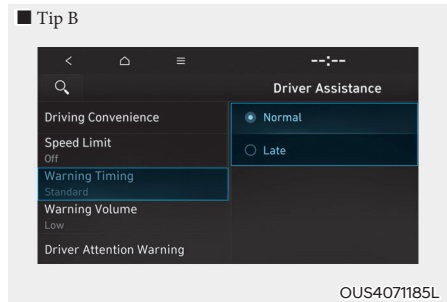 ■ Tip B
--:--
Driver Assistance
Driving Convenience
Normal
Speed Limit
Off
Late
Warning Timing
Standard
Warning Volume
Low
Driver Attention Warning
OUS4071185L